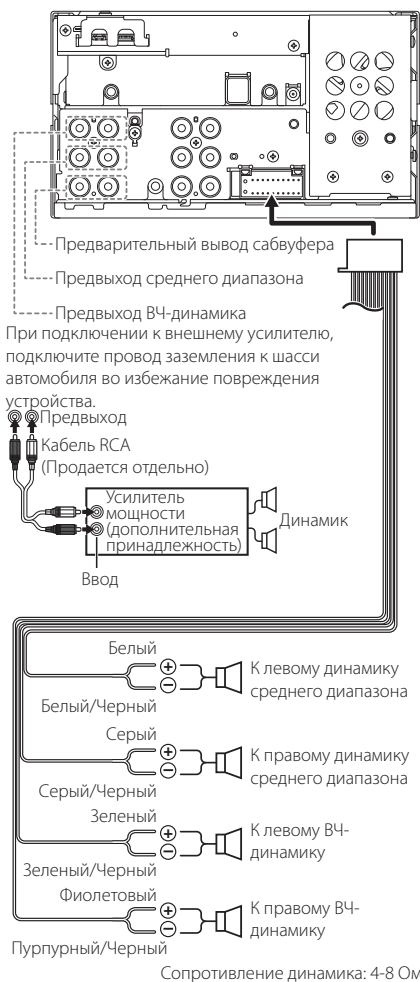 Предварительный вывод сабвуфера
Предвыход среднего диапазона
Предвыход ВЧ-динамика
При подключении к внешнему усилителю,
подключите провод заземления к шасси
автомобиля во избежание повреждения
устройства.
Предвыход
Кабель RCA
(Продается отдельно)
Усилитель
мощности
(дополнительная
принадлежность)
Динамик
Ввод
Белый
К левому динамику
среднего диапазона
Белый/Черный
Серый
К правому динамику
среднего диапазона
Серый/Черный
Зеленый
К левому ВЧ-
динамику
Зеленый/Черный
Фиолетовый
К правому ВЧ-
динамику
Пурпурный/Черный
Сопротивление динамика: 4-8 Ом